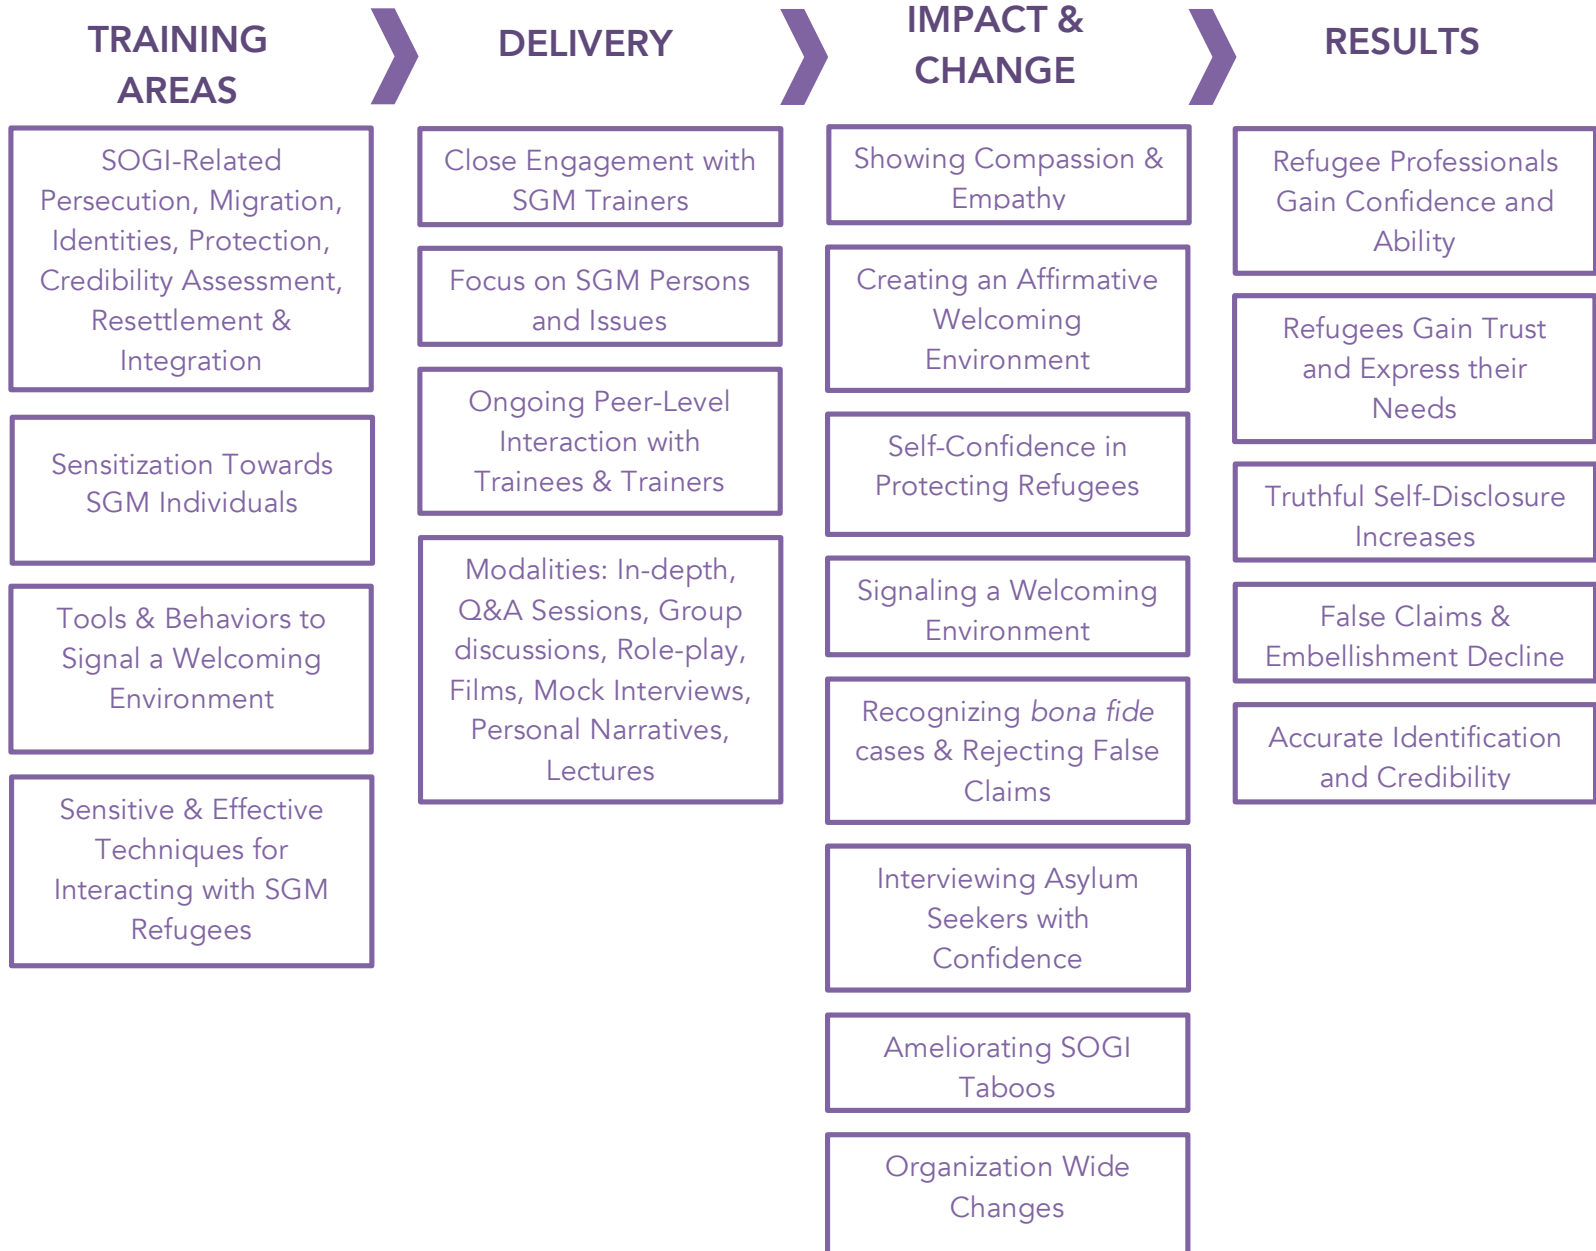 TRAINING
AREAS
DELIVERY
IMPACT &
CHANGE
RESULTS
SOGI-Related
Persecution, Migration,
Identities, Protection,
Credibility Assessment,
Resettlement &
Integration
Sensitization Towards
SGM Individuals
Tools & Behaviors to
Signal a Welcoming
Environment
Sensitive & Effective
Techniques for
Interacting with SGM
Refugees
Close Engagement with
SGM Trainers
Focus on SGM Persons
and Issues
Ongoing Peer-Level
Interaction with
Trainees & Trainers
Modalities: In-depth,
Q&A Sessions, Group
discussions, Role-play,
Films, Mock Interviews,
Personal Narratives,
Lectures
Showing Compassion &
Empathy
Creating an Affirmative
Welcoming
Environment
Self-Confidence in
Protecting Refugees
Signaling a Welcoming
Environment
Recognizing bona fide
cases & Rejecting False
Claims
Interviewing Asylum
Seekers with
Confidence
Ameliorating SOGI
Taboos
Organization Wide
Changes
Refugee Professionals
Gain Confidence and
Ability
Refugees Gain Trust
and Express their
Needs
Truthful Self-Disclosure
Increases
False Claims &
Embellishment Decline
Accurate Identification
and Credibility